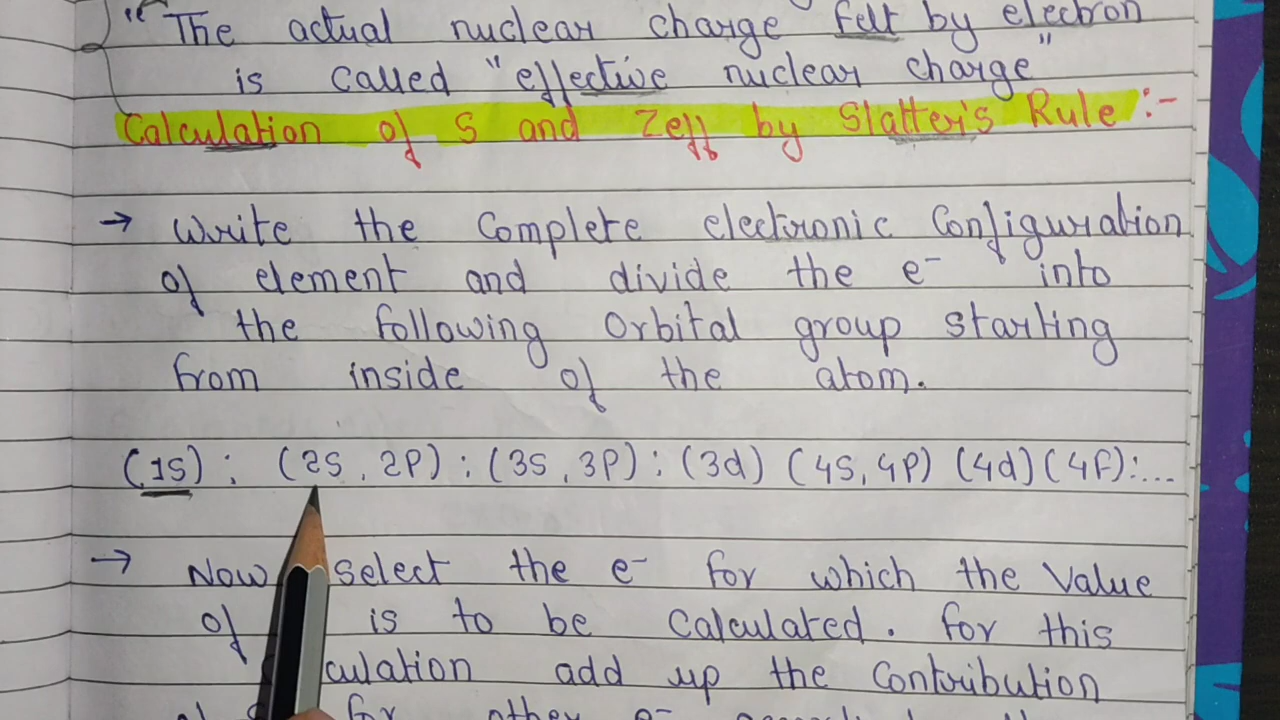 "The actual nuclear charge felt by electron
is called "effective nuclear charge"
Calculation of S and Zeff by Slatter's Rule :-
→ Write the Complete electronic Configuration
of element and divide the e⁻ into
the following Orbital group starting
from inside of the atom.
(1S) ; (2S, 2P) ; (3S, 3P) ; (3d) (4S, 4P) (4d) (4F) :....
→ Now select the e⁻ for which the Value
of is to be Calculated. for this
add up the Contribution
for other e⁻